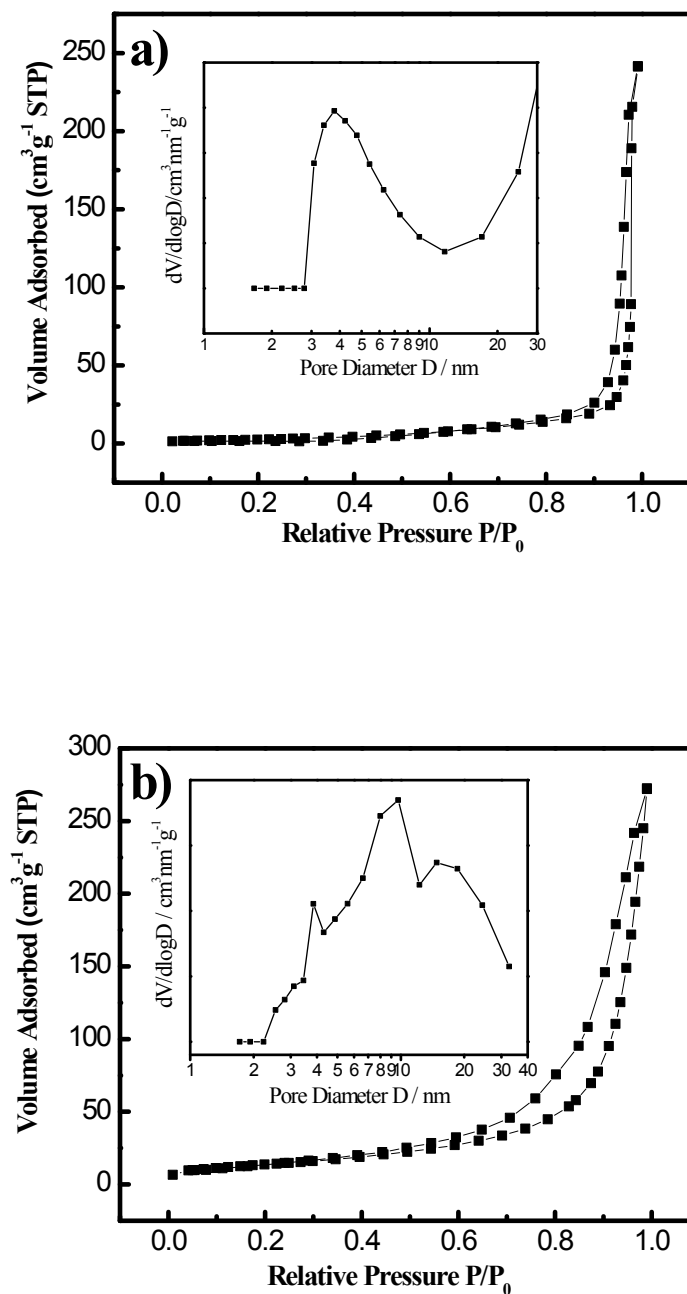 a)
250
200
150
100
50
0
Volume Adsorbed (cm³g⁻¹ STP)
dV/dlogD/cm³nm⁻¹g⁻¹
1 2 3 4 5 6 7 8 9 10 20 30
Pore Diameter D / nm
0.0 0.2 0.4 0.6 0.8 1.0
Relative Pressure P/P₀
b)
300
250
200
150
100
50
0
Volume Adsorbed (cm³g⁻¹ STP)
dV/dlogD / cm³nm⁻¹g⁻¹
1 2 3 4 5 6 7 8 9 10 20 30 40
Pore Diameter D / nm
0.0 0.2 0.4 0.6 0.8 1.0
Relative Pressure P/P₀